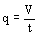 q = V/t